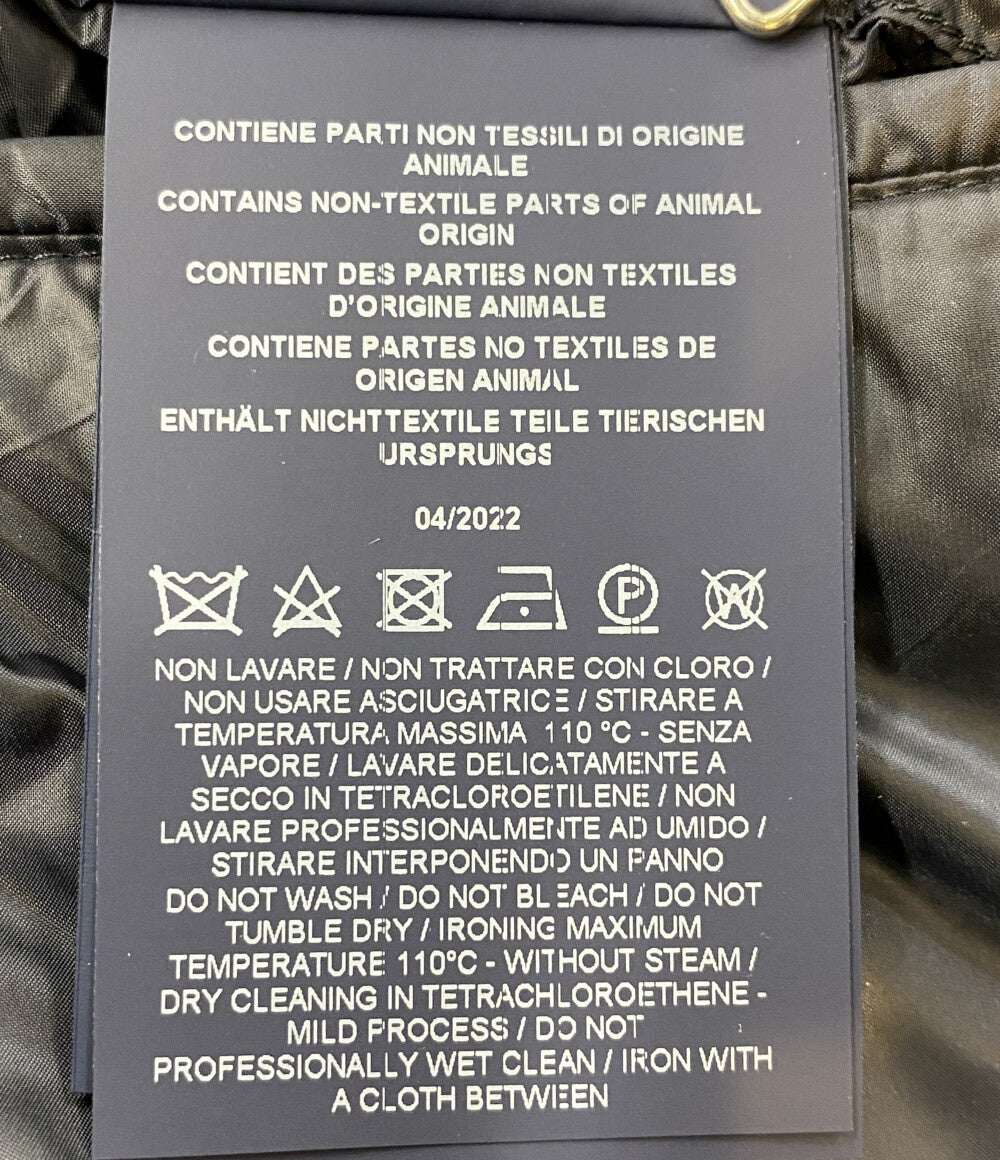 CONTIENE PARTI NON TESSILI DI ORIGINE
ANIMALE
CONTAINS NON-TEXTILE PARTS OF ANIMAL
ORIGIN
CONTIENT DES PARTIES NON TEXTILES
D'ORIGINE ANIMALE
CONTIENE PARTES NO TEXTILES DE
ORIGEN ANIMAL
ENTHÄLT NICHTTEXTILE TEILE TIERISCHEN
URSPRUNGS
04/2022
P W
NON LAVARE / NON TRATTARE CON CLORO /
NON USARE ASCIUGATRICE / STIRARE A
TEMPERATURA MASSIMA 110 °C - SENZA
VAPORE / LAVARE DELICATAMENTE A
SECCO IN TETRACLOROETILENE / NON
LAVARE PROFESSIONALMENTE AD UMIDO /
STIRARE INTERPONENDO UN PANNO
DO NOT WASH / DO NOT BLEACH / DO NOT
TUMBLE DRY / IRONING MAXIMUM
TEMPERATURE 110°C - WITHOUT STEAM /
DRY CLEANING IN TETRACHLOROETHENE -
MILD PROCESS / DO NOT
PROFESSIONALLY WET CLEAN / IRON WITH
A CLOTH BETWEEN